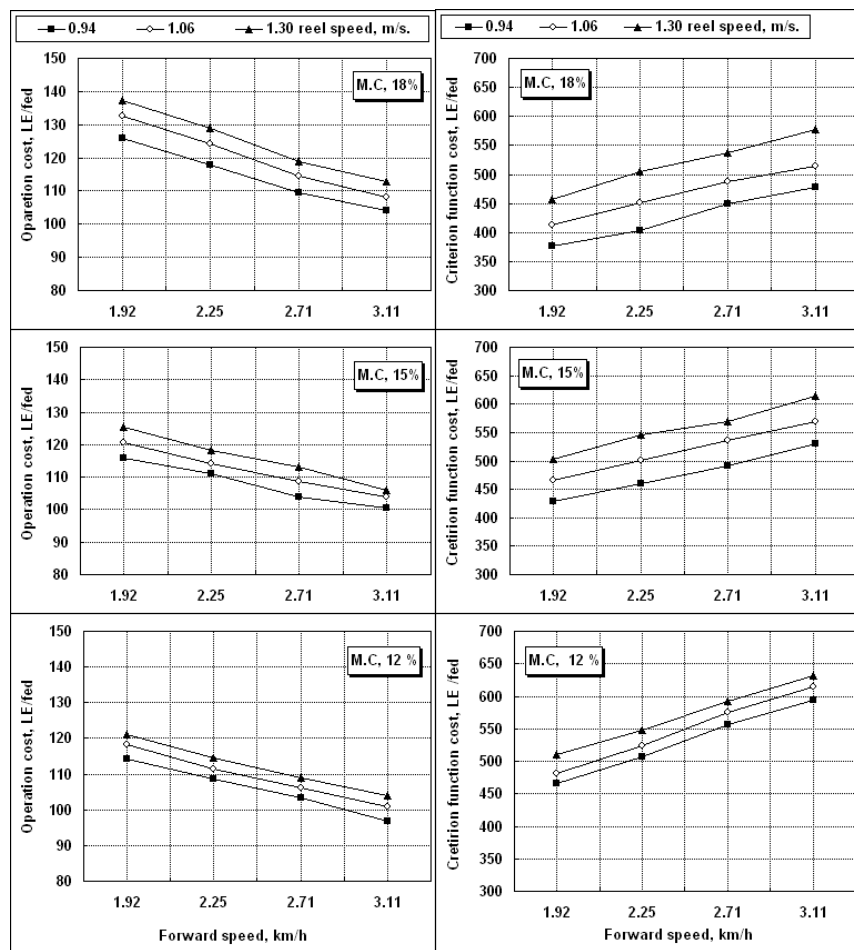 0.94 1.06 1.30 reel speed, m/s.
0.94 1.06 1.30 reel speed, m/s.
Oparetion cost, LE/fed
150
140
130
120
110
100
90
80
M.C, 18%
1.92 2.25 2.71 3.11
Criterion function cost, LE/fed
700
650
600
550
500
450
400
350
300
M.C, 18%
1.92 2.25 2.71 3.11
Operation cost, LE/fed
150
140
130
120
110
100
90
80
M.C, 15%
1.92 2.25 2.71 3.11
Cretirion function cost, LE/fed
700
650
600
550
500
450
400
350
300
M.C, 15%
1.92 2.25 2.71 3.11
Operation cost, LE/fed
150
140
130
120
110
100
90
80
M.C, 12 %
1.92 2.25 2.71 3.11
Forward speed, km/h
Cretirion function cost, LE /fed
700
650
600
550
500
450
400
350
300
M.C, 12 %
1.92 2.25 2.71 3.11
Forward speed, km/h